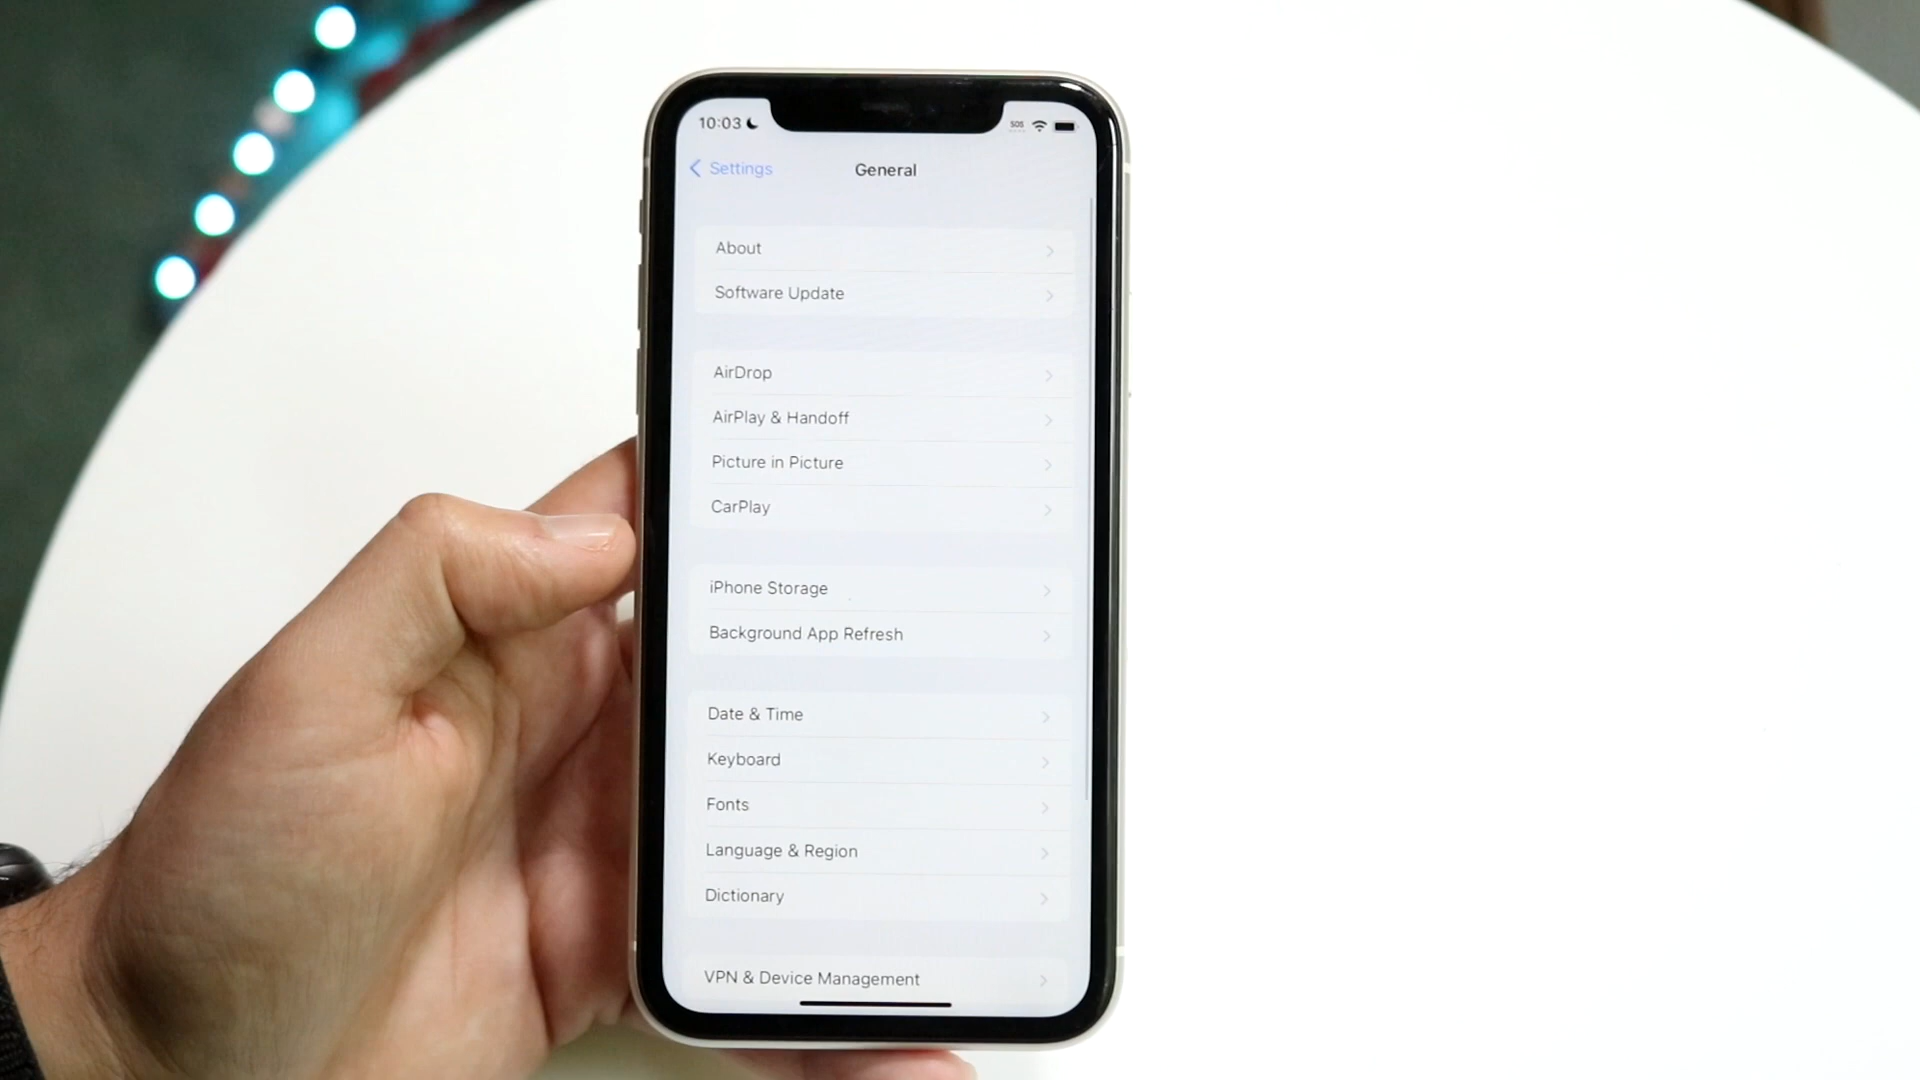 10:03
SOS
Settings
General
About
Software Update
AirDrop
AirPlay & Handoff
Picture in Picture
CarPlay
iPhone Storage
Background App Refresh
Date & Time
Keyboard
Fonts
Language & Region
Dictionary
VPN & Device Management